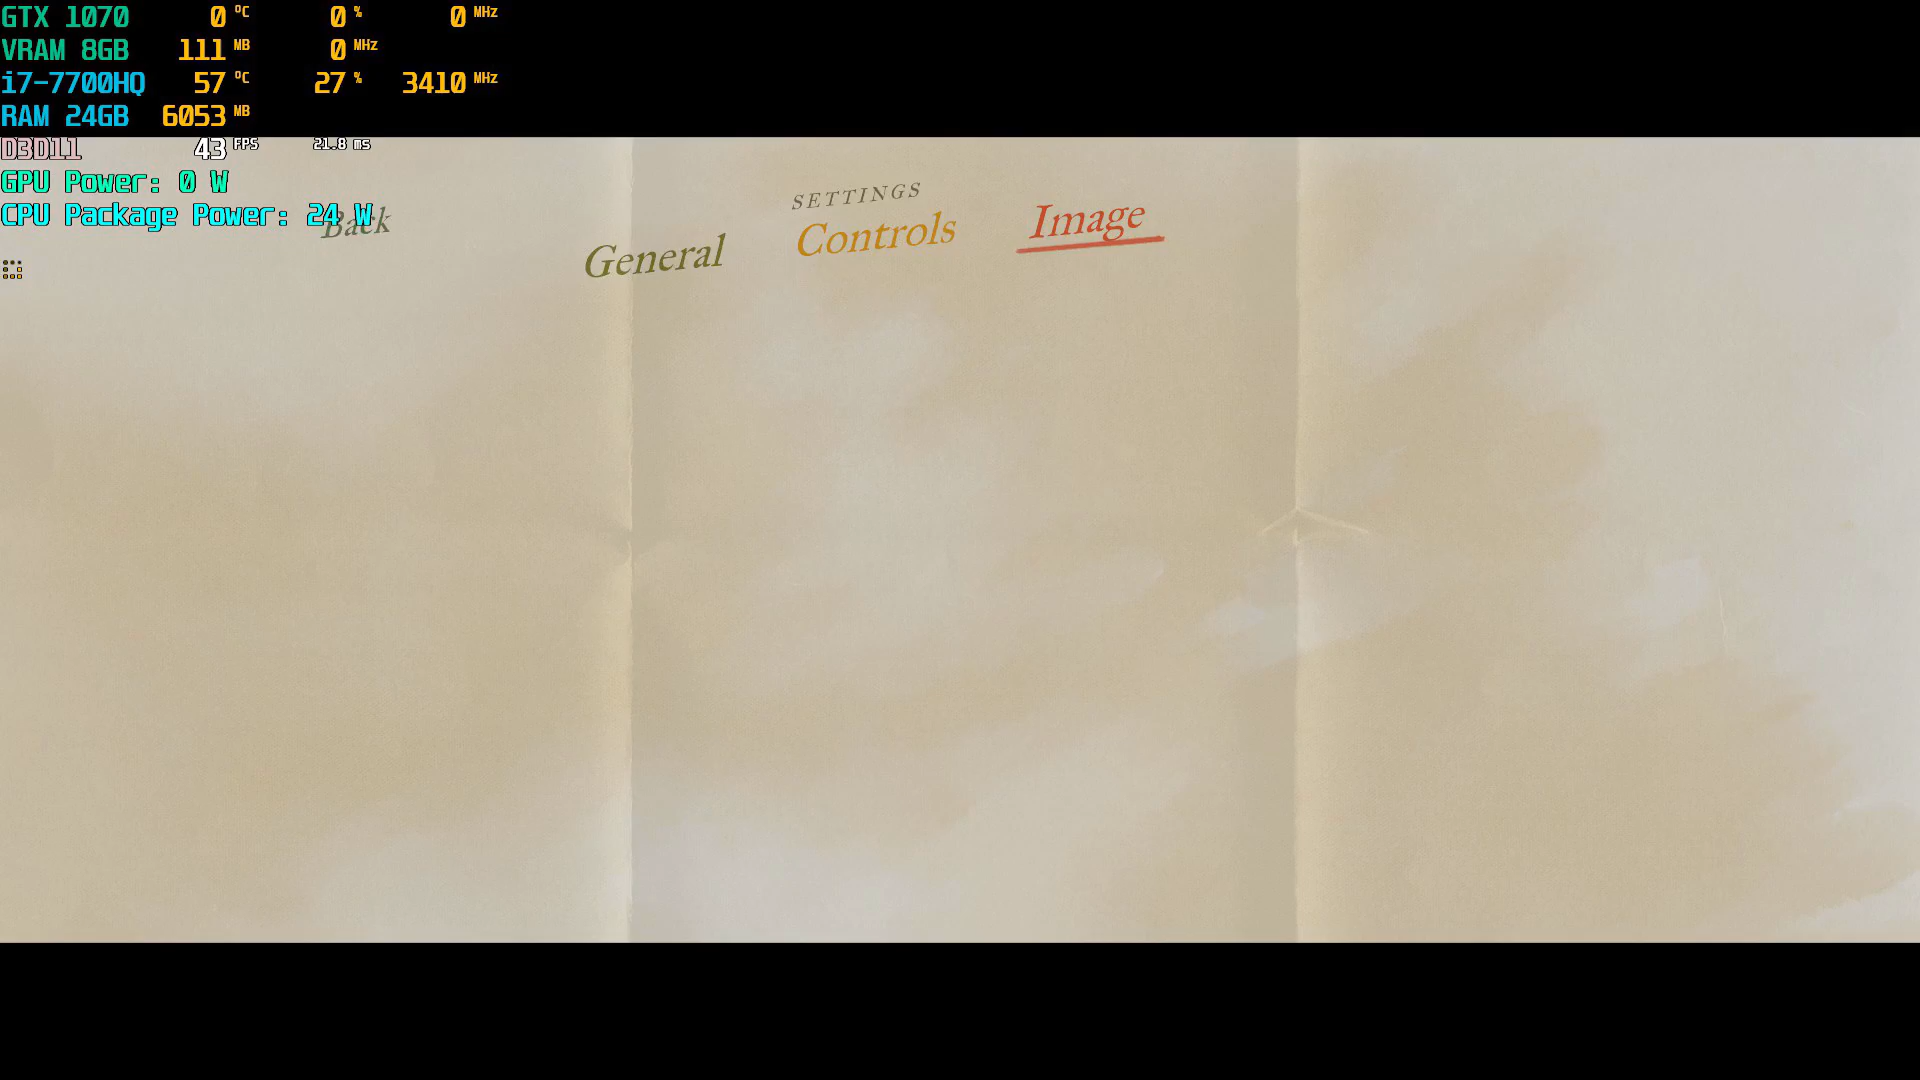 GTX 1070 0 °C 0 % 0 MHz
VRAM 8GB 111 MB 0 MHz
i7-7700HQ 57 °C 27 % 3410 MHz
RAM 24GB 6053 MB
D3D11 43 FPS 21.8 ms
GPU Power: 0 W
CPU Package Power: 24 W
Back
SETTINGS
General Controls Image